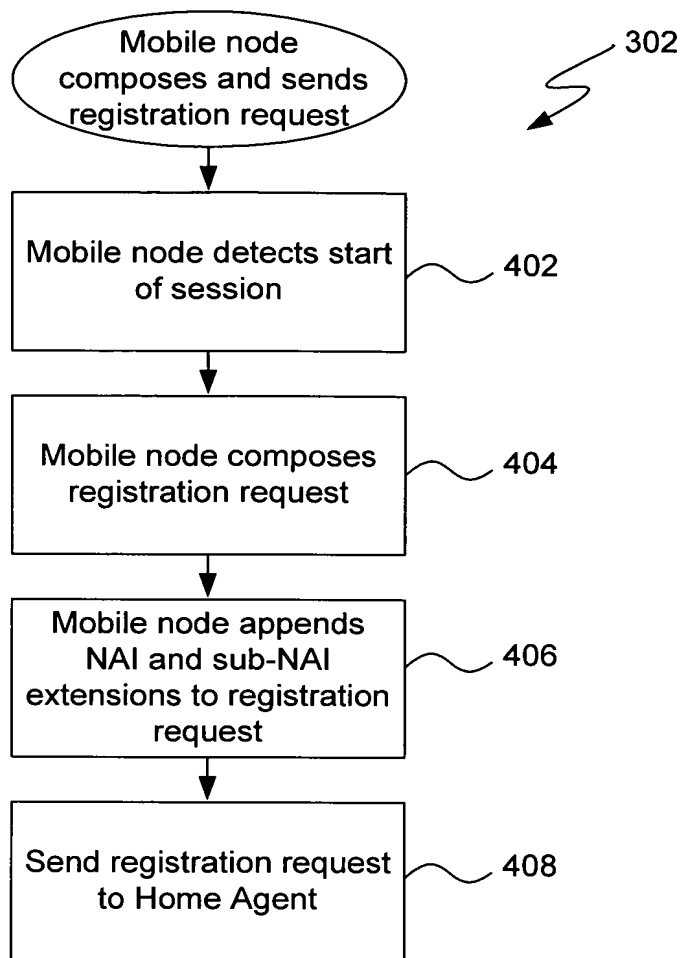 Mobile node
composes and sends
registration request
302
Mobile node detects start
of session
402
Mobile node composes
registration request
404
Mobile node appends
NAI and sub-NAI
extensions to registration
request
406
Send registration request
to Home Agent
408